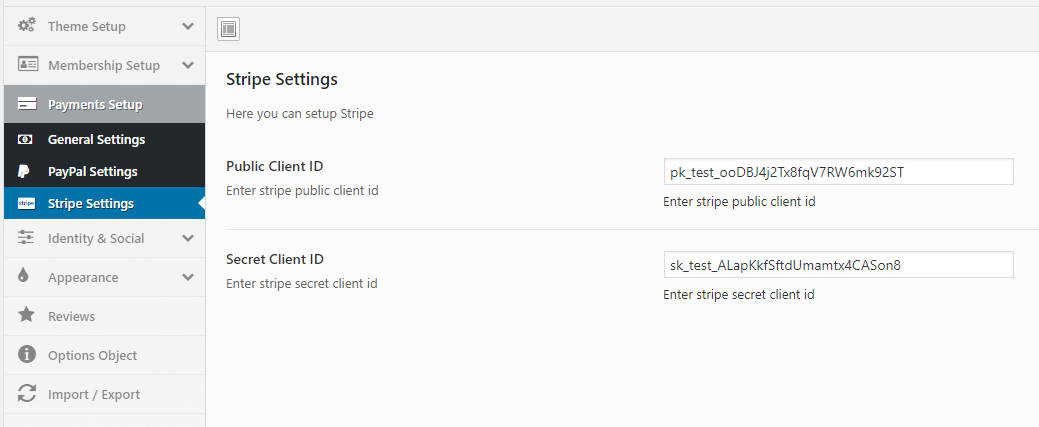 Theme Setup
Membership Setup
Payments Setup
General Settings
PayPal Settings
stripe Stripe Settings
Identity & Social
Appearance
Reviews
Options Object
Import / Export
Stripe Settings
Here you can setup Stripe
Public Client ID
Enter stripe public client id
pk_test_ooDBJ4j2Tx8fqV7RW6mk92ST
Enter stripe public client id
Secret Client ID
Enter stripe secret client id
sk_test_ALapKkfSftdUmamtx4CASon8
Enter stripe secret client id